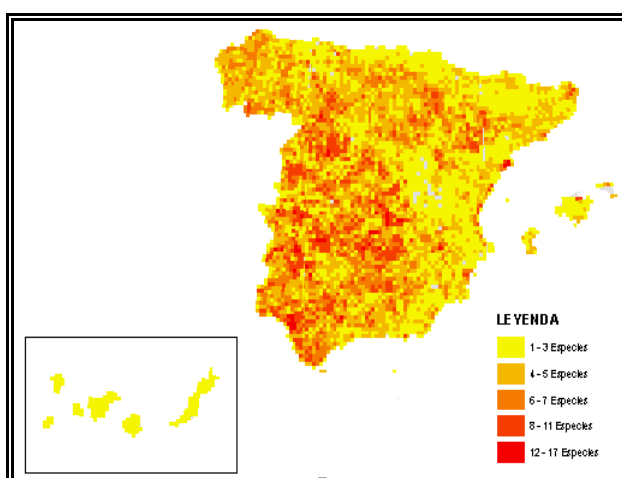 LEYENDA
1 - 3 Especies
4 - 5 Especies
6 - 7 Especies
8 - 11 Especies
12 - 17 Especies